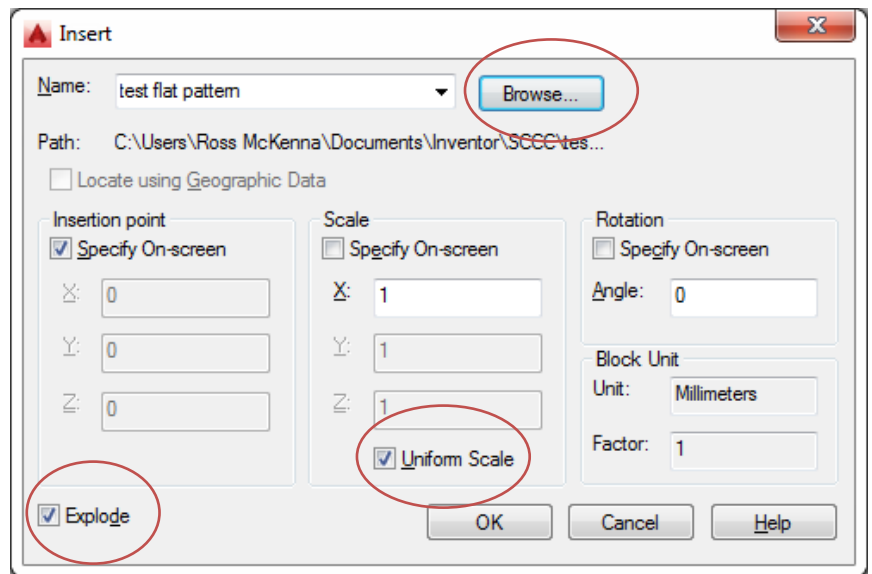 Insert
Name: test flat pattern Browse...
Path: C:\Users\Ross McKenna\Documents\Inventor\SCCC\tes...
Locate using Geographic Data
Insertion point
Specify On-screen
X: 0
Y: 0
Z: 0
Scale
Specify On-screen
X: 1
Y: 1
Z: 1
Uniform Scale
Rotation
Specify On-screen
Angle: 0
Block Unit
Unit: Millimeters
Factor: 1
Explode
OK Cancel Help